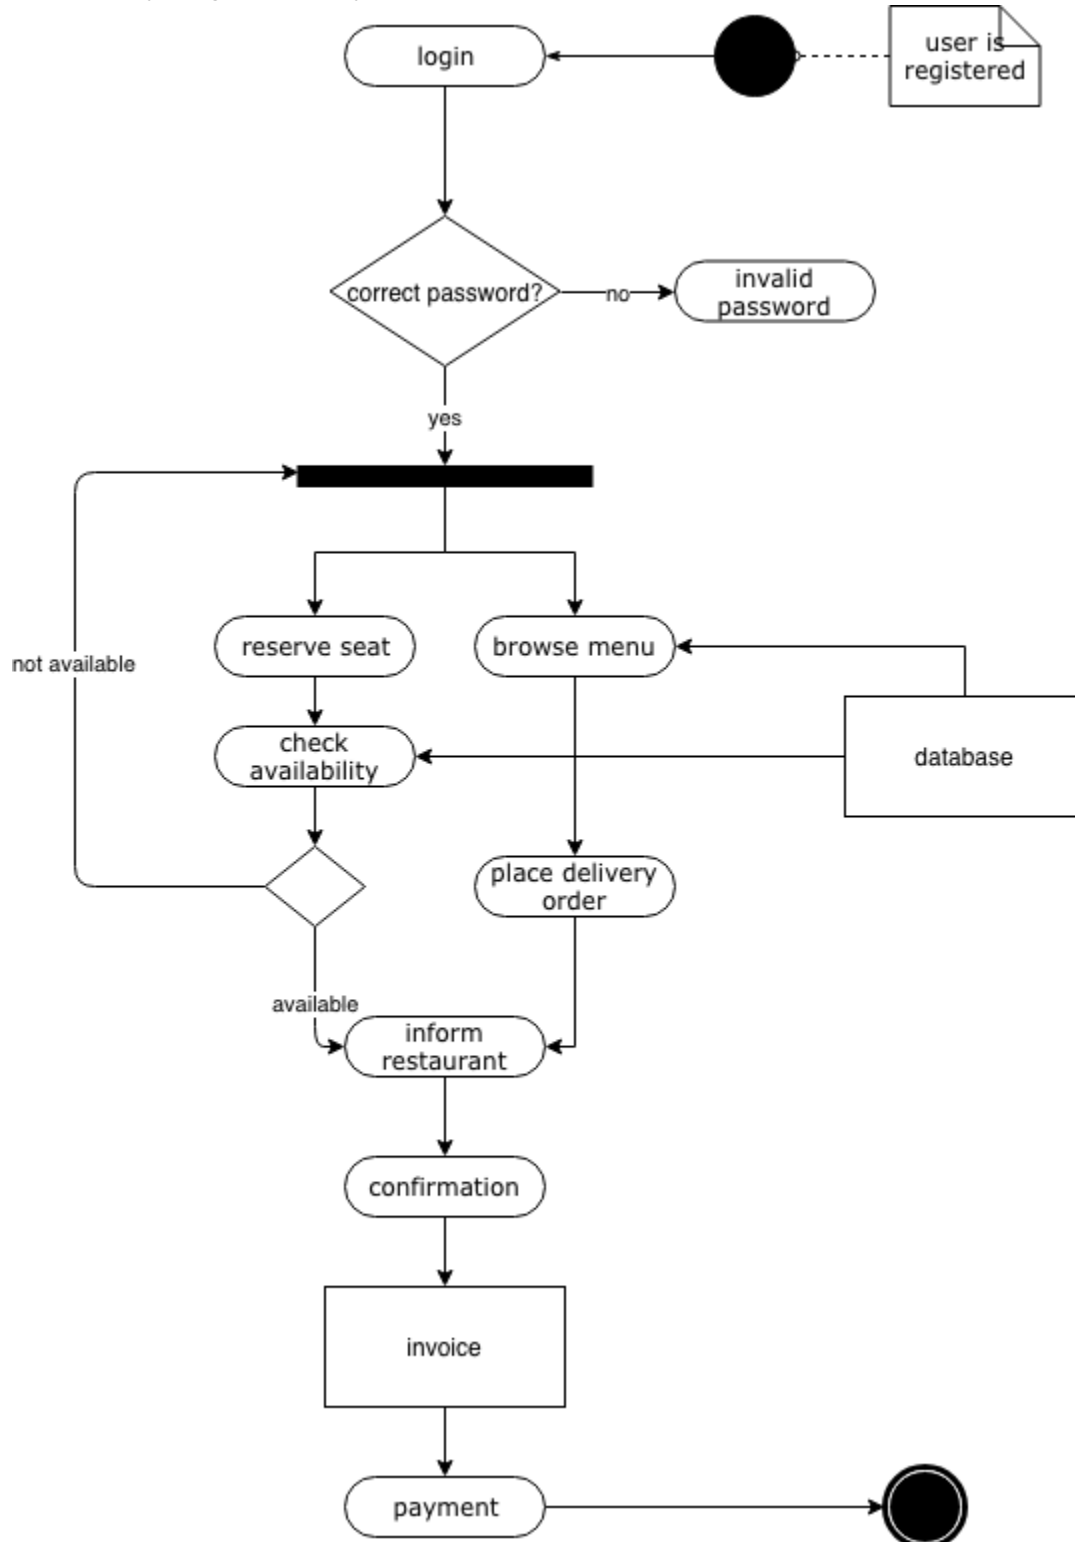 login
user is
registered
correct password?
no
invalid
password
yes
reserve seat
browse menu
not available
check
availability
database
place delivery
order
available
inform
restaurant
confirmation
invoice
payment